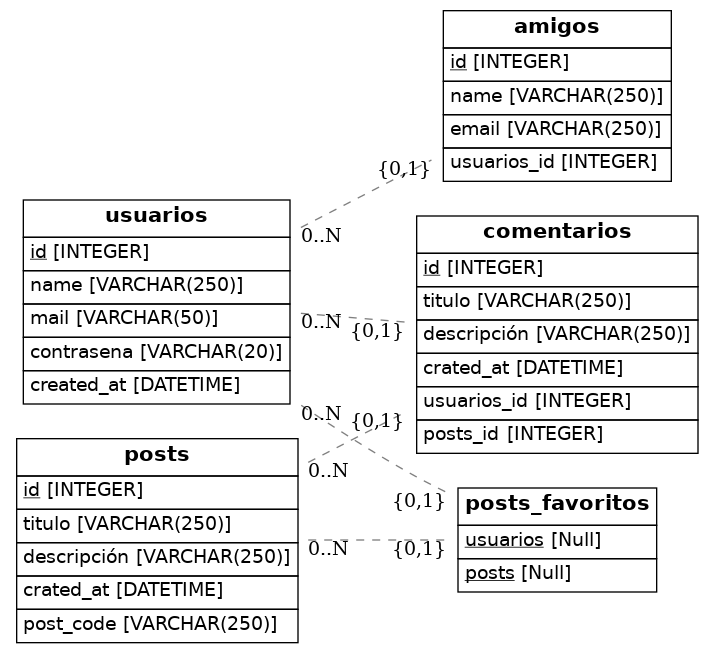 amigos
id [INTEGER]
name [VARCHAR(250)]
email [VARCHAR(250)]
usuarios_id [INTEGER]
{0,1}
0..N
usuarios
id [INTEGER]
name [VARCHAR(250)]
mail [VARCHAR(50)]
contrasena [VARCHAR(20)]
created_at [DATETIME]
comentarios
id [INTEGER]
titulo [VARCHAR(250)]
descripción [VARCHAR(250)]
crated_at [DATETIME]
usuarios_id [INTEGER]
posts_id [INTEGER]
0..N
{0,1}
0..N
{0,1}
posts
id [INTEGER]
titulo [VARCHAR(250)]
descripción [VARCHAR(250)]
crated_at [DATETIME]
post_code [VARCHAR(250)]
0..N
{0,1}
0..N
{0,1}
posts_favoritos
usuarios [Null]
posts [Null]